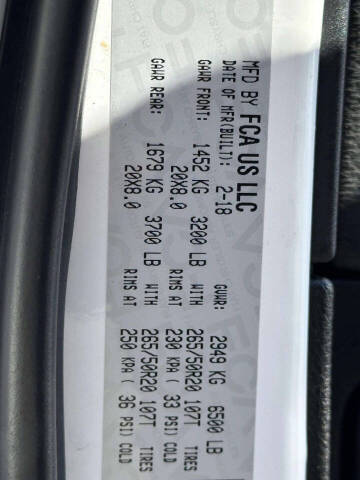 MFD BY FCA US LLC
DATE OF MFR(BUILT): 2-18 GVWR: 2949 KG 6500 LB
GAWR FRONT: 1452 KG 3200 LB WITH 265/50R20 107T TIRES
20X8.0 RIMS AT 230 KPA ( 33 PSI) COLD
GAWR REAR: 1679 KG 3700 LB WITH 265/50R20 107T TIRES
20X8.0 RIMS AT 250 KPA ( 36 PSI) COLD